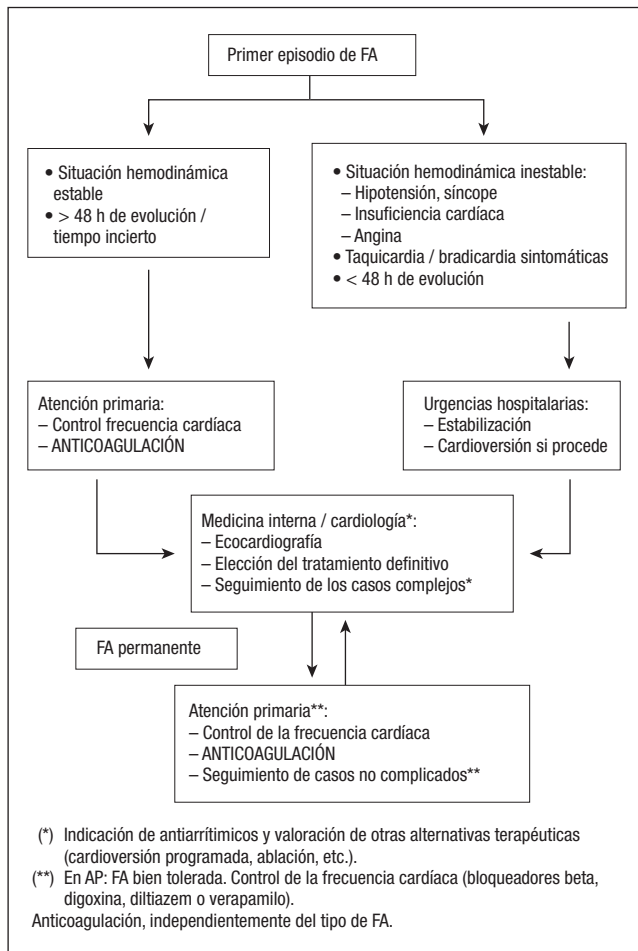 Primer episodio de FA
• Situación hemodinámica
estable
• > 48 h de evolución /
tiempo incierto
• Situación hemodinámica inestable:
– Hipotensión, síncope
– Insuficiencia cardíaca
– Angina
• Taquicardia / bradicardia sintomáticas
• < 48 h de evolución
Atención primaria:
– Control frecuencia cardíaca
– ANTICOAGULACIÓN
Urgencias hospitalarias:
– Estabilización
– Cardioversión si procede
Medicina interna / cardiología*:
– Ecocardiografía
– Elección del tratamiento definitivo
– Seguimiento de los casos complejos*
FA permanente
Atención primaria**:
– Control de la frecuencia cardíaca
– ANTICOAGULACIÓN
– Seguimiento de casos no complicados**
(*) Indicación de antiarrítimicos y valoración de otras alternativas terapéuticas
(cardioversión programada, ablación, etc.).
(**) En AP: FA bien tolerada. Control de la frecuencia cardíaca (bloqueadores beta,
digoxina, diltiazem o verapamilo).
Anticoagulación, independientemente del tipo de FA.